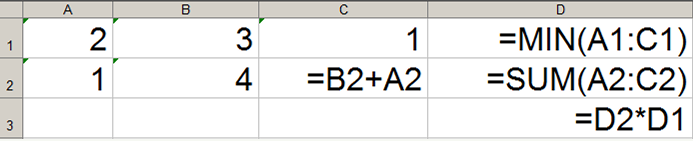 A B C D
1 2 3 1 =MIN(A1:C1)
2 1 4 =B2+A2 =SUM(A2:C2)
3 =D2*D1